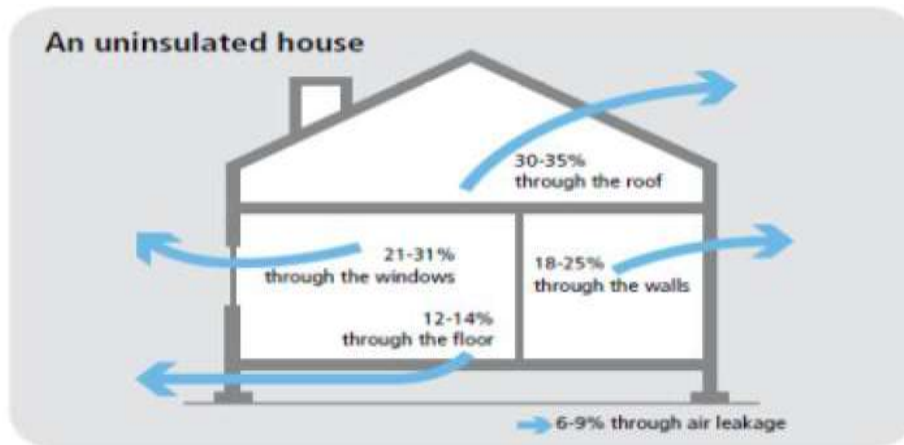 An uninsulated house
30-35%
through the roof
21-31%
through the windows
18-25%
through the walls
12-14%
through the floor
6-9% through air leakage